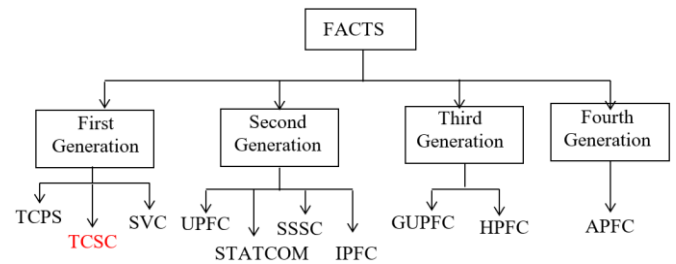 FACTS
First
Generation
Second
Generation
Third
Generation
Fourth
Generation
TCPS
TCSC
SVC
UPFC
STATCOM
SSSC
IPFC
GUPFC
HPFC
APFC